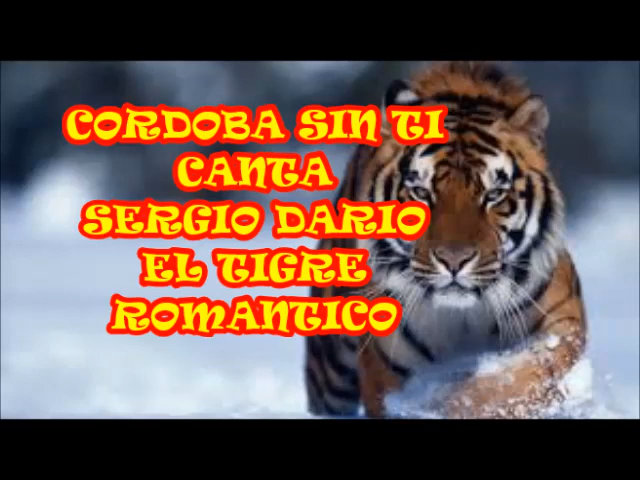 CORDOBA SIN TI
CANTA
SERGIO DARIO
EL TIGRE
ROMANTICO